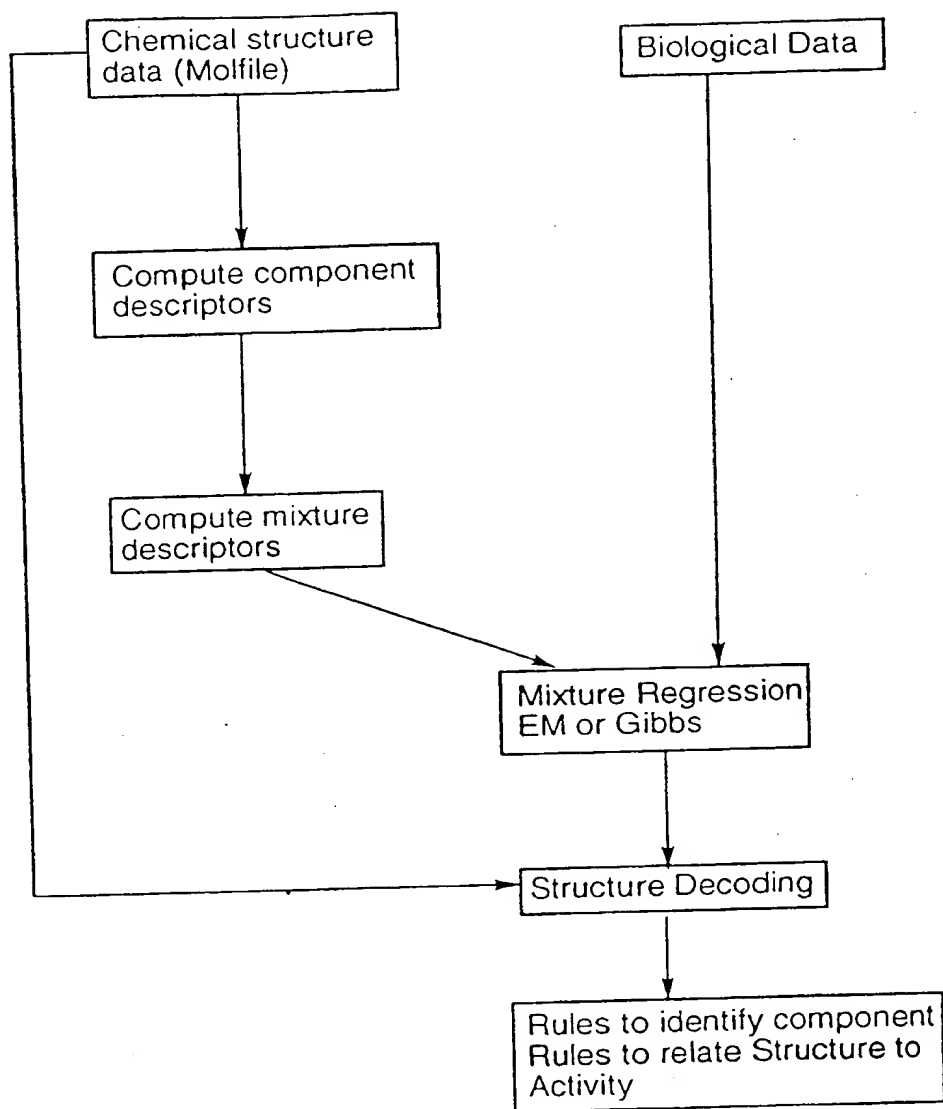 Chemical structure
data (Molfile)
Biological Data
Compute component
descriptors
Compute mixture
descriptors
Mixture Regression
EM or Gibbs
Structure Decoding
Rules to identify component
Rules to relate Structure to
Activity